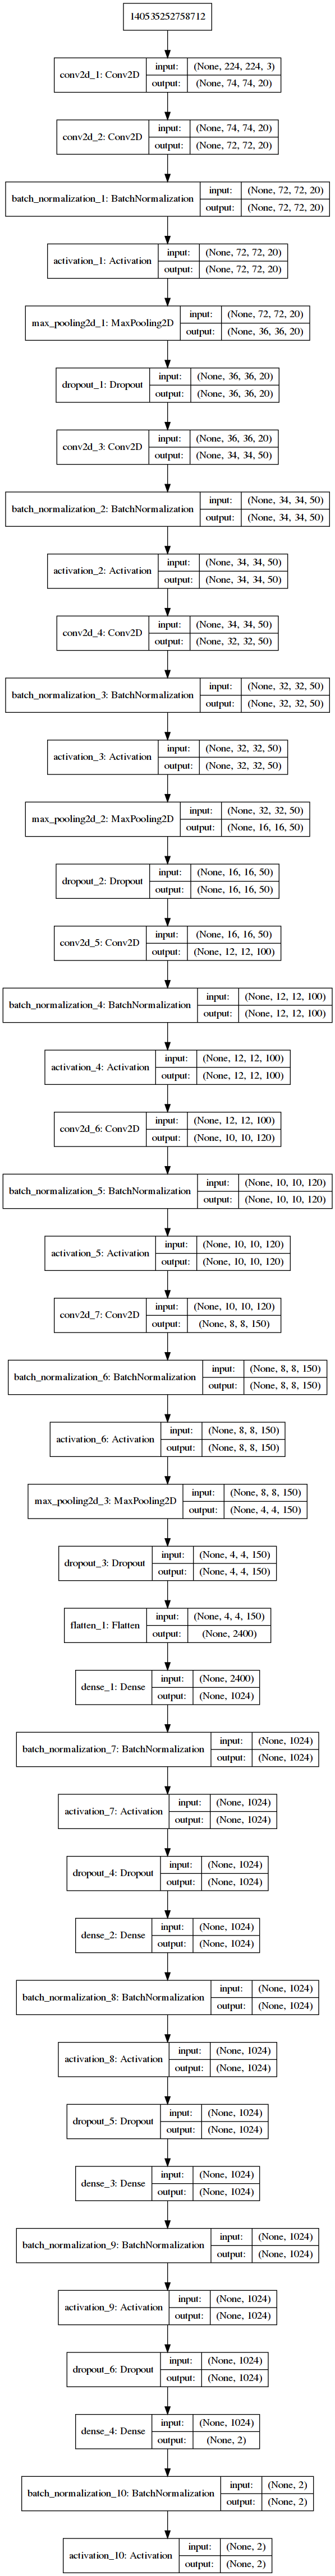 140535252758712
conv2d_1: Conv2D input: (None, 224, 224, 3)
output: (None, 74, 74, 20)
conv2d_2: Conv2D input: (None, 74, 74, 20)
output: (None, 72, 72, 20)
batch_normalization_1: BatchNormalization input: (None, 72, 72, 20)
output: (None, 72, 72, 20)
activation_1: Activation input: (None, 72, 72, 20)
output: (None, 72, 72, 20)
max_pooling2d_1: MaxPooling2D input: (None, 72, 72, 20)
output: (None, 36, 36, 20)
dropout_1: Dropout input: (None, 36, 36, 20)
output: (None, 36, 36, 20)
conv2d_3: Conv2D input: (None, 36, 36, 20)
output: (None, 34, 34, 50)
batch_normalization_2: BatchNormalization input: (None, 34, 34, 50)
output: (None, 34, 34, 50)
activation_2: Activation input: (None, 34, 34, 50)
output: (None, 34, 34, 50)
conv2d_4: Conv2D input: (None, 34, 34, 50)
output: (None, 32, 32, 50)
batch_normalization_3: BatchNormalization input: (None, 32, 32, 50)
output: (None, 32, 32, 50)
activation_3: Activation input: (None, 32, 32, 50)
output: (None, 32, 32, 50)
max_pooling2d_2: MaxPooling2D input: (None, 32, 32, 50)
output: (None, 16, 16, 50)
dropout_2: Dropout input: (None, 16, 16, 50)
output: (None, 16, 16, 50)
conv2d_5: Conv2D input: (None, 16, 16, 50)
output: (None, 12, 12, 100)
batch_normalization_4: BatchNormalization input: (None, 12, 12, 100)
output: (None, 12, 12, 100)
activation_4: Activation input: (None, 12, 12, 100)
output: (None, 12, 12, 100)
conv2d_6: Conv2D input: (None, 12, 12, 100)
output: (None, 10, 10, 120)
batch_normalization_5: BatchNormalization input: (None, 10, 10, 120)
output: (None, 10, 10, 120)
activation_5: Activation input: (None, 10, 10, 120)
output: (None, 10, 10, 120)
conv2d_7: Conv2D input: (None, 10, 10, 120)
output: (None, 8, 8, 150)
batch_normalization_6: BatchNormalization input: (None, 8, 8, 150)
output: (None, 8, 8, 150)
activation_6: Activation input: (None, 8, 8, 150)
output: (None, 8, 8, 150)
max_pooling2d_3: MaxPooling2D input: (None, 8, 8, 150)
output: (None, 4, 4, 150)
dropout_3: Dropout input: (None, 4, 4, 150)
output: (None, 4, 4, 150)
flatten_1: Flatten input: (None, 4, 4, 150)
output: (None, 2400)
dense_1: Dense input: (None, 2400)
output: (None, 1024)
batch_normalization_7: BatchNormalization input: (None, 1024)
output: (None, 1024)
activation_7: Activation input: (None, 1024)
output: (None, 1024)
dropout_4: Dropout input: (None, 1024)
output: (None, 1024)
dense_2: Dense input: (None, 1024)
output: (None, 1024)
batch_normalization_8: BatchNormalization input: (None, 1024)
output: (None, 1024)
activation_8: Activation input: (None, 1024)
output: (None, 1024)
dropout_5: Dropout input: (None, 1024)
output: (None, 1024)
dense_3: Dense input: (None, 1024)
output: (None, 1024)
batch_normalization_9: BatchNormalization input: (None, 1024)
output: (None, 1024)
activation_9: Activation input: (None, 1024)
output: (None, 1024)
dropout_6: Dropout input: (None, 1024)
output: (None, 1024)
dense_4: Dense input: (None, 1024)
output: (None, 2)
batch_normalization_10: BatchNormalization input: (None, 2)
output: (None, 2)
activation_10: Activation input: (None, 2)
output: (None, 2)